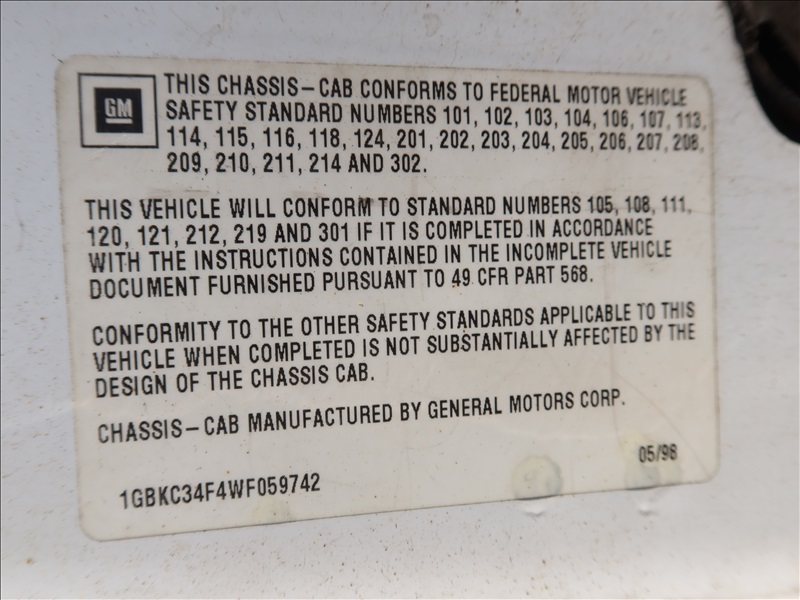 GM
THIS CHASSIS-CAB CONFORMS TO FEDERAL MOTOR VEHICLE
SAFETY STANDARD NUMBERS 101, 102, 103, 104, 106, 107, 113,
114, 115, 116, 118, 124, 201, 202, 203, 204, 205, 206, 207, 208,
209, 210, 211, 214 AND 302.
THIS VEHICLE WILL CONFORM TO STANDARD NUMBERS 105, 108, 111,
120, 121, 212, 219 AND 301 IF IT IS COMPLETED IN ACCORDANCE
WITH THE INSTRUCTIONS CONTAINED IN THE INCOMPLETE VEHICLE
DOCUMENT FURNISHED PURSUANT TO 49 CFR PART 568.
CONFORMITY TO THE OTHER SAFETY STANDARDS APPLICABLE TO THIS
VEHICLE WHEN COMPLETED IS NOT SUBSTANTIALLY AFFECTED BY THE
DESIGN OF THE CHASSIS CAB.
CHASSIS-CAB MANUFACTURED BY GENERAL MOTORS CORP.
05/98
1GBKC34F4WF059742